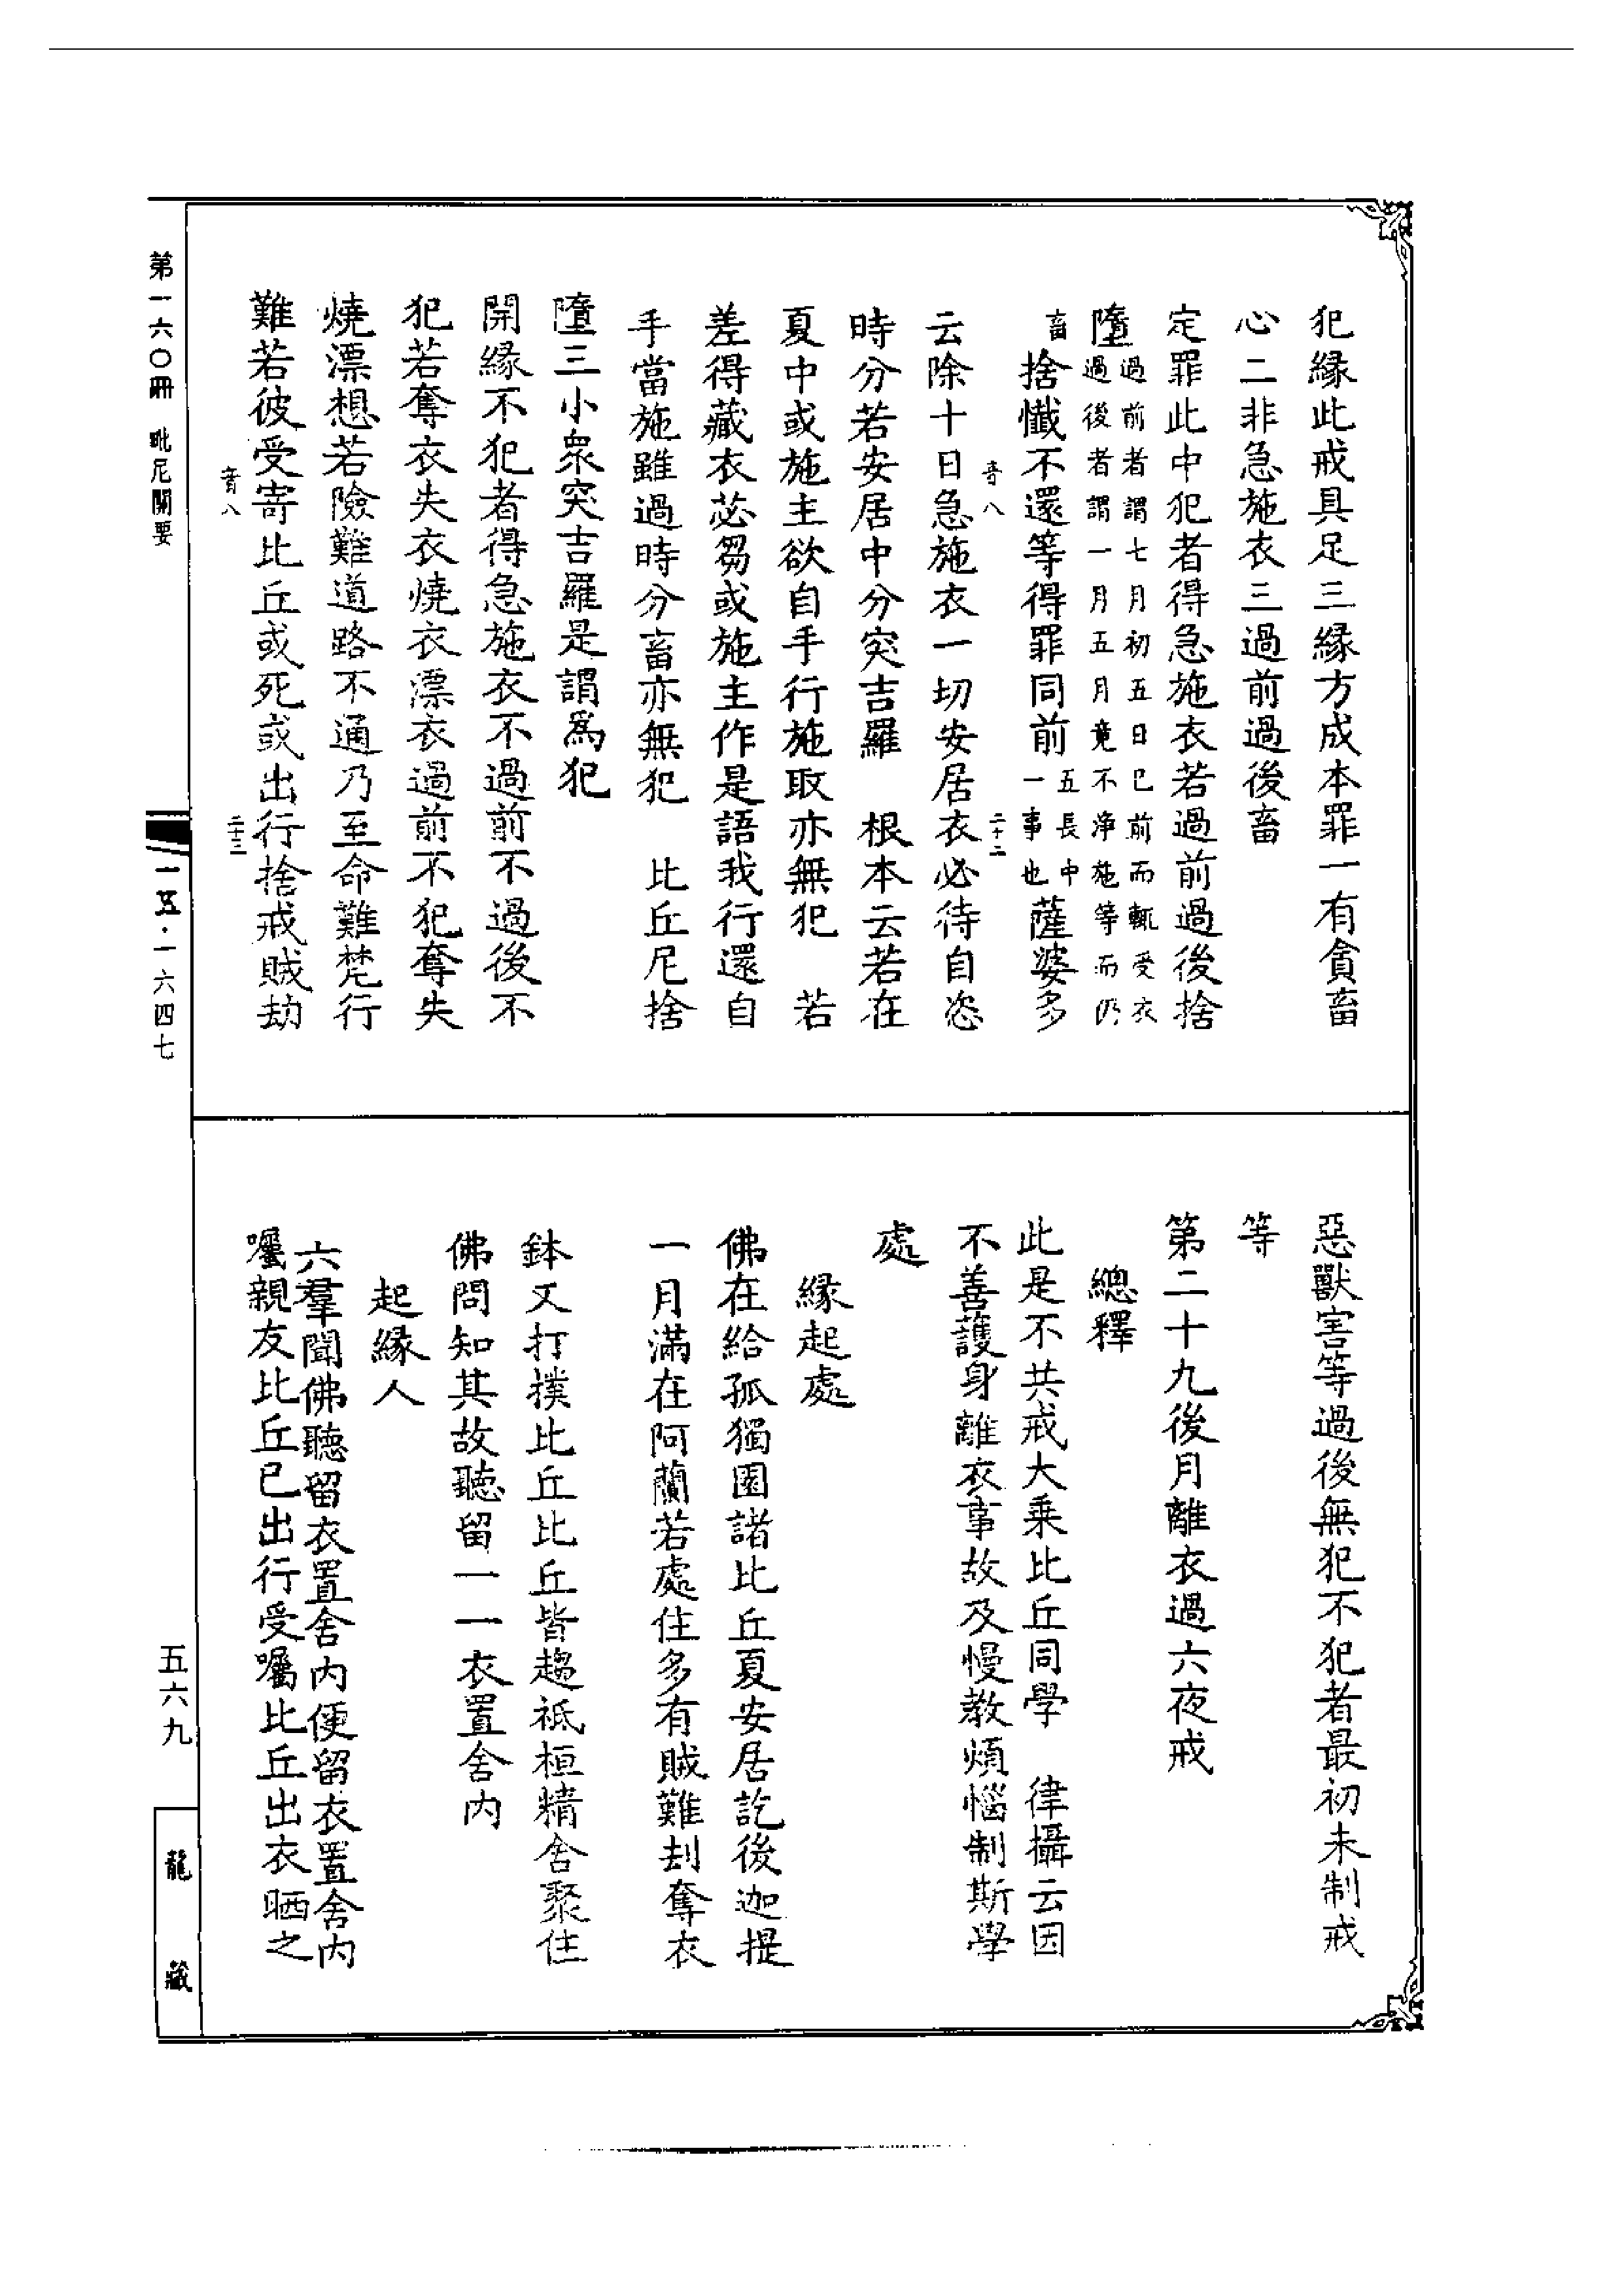 犯緣此戒具足三緣方成本罪一有貪畜
心二非急施衣三過前過後畜
定罪此中犯者得急施衣若過前過後捨
墮過前者謂七月初五日已前而輒受衣
過後者謂一月五月竟不淨施等而仍
畜捨懺不還等得罪同前五長中
一事也薩婆多
云除十日急施衣一切安居衣必待自恣
時分若安居中分突吉羅　根本云若在
夏中或施主欲自手行施取亦無犯　若
差得藏衣苾芻或施主作是語我行還自
手當施雖過時分畜亦無犯　比丘尼捨
墮三小眾突吉羅是謂為犯
開緣不犯者得急施衣不過前不過後不
犯若奪衣失衣燒衣漂衣過前不犯奪失
燒漂想若險難道路不通乃至命難梵行
難若彼受寄比丘或死或出行捨戒賊劫
惡獸害等過後無犯不犯者最初未制戒
等
第二十九後月離衣過六夜戒
總釋
此是不共戒大乘比丘同學　律攝云因
不善護身離衣事故及慢教煩惱制斯學
處
緣起處
佛在給孤獨園諸比丘夏安居訖後迦提
一月滿在阿蘭若處住多有賊難刦奪衣
鉢又打撲比丘比丘皆趨祇桓精舍聚住
佛問知其故聽留一一衣置舍內
起緣人
六羣聞佛聽留衣置舍內便留衣置舍內
囑親友比丘已出行受囑比丘出衣晒之
第一六〇冊　毗尼關要
一五·一六四七
五六九
龍藏
音八
二十二
音八
二十三